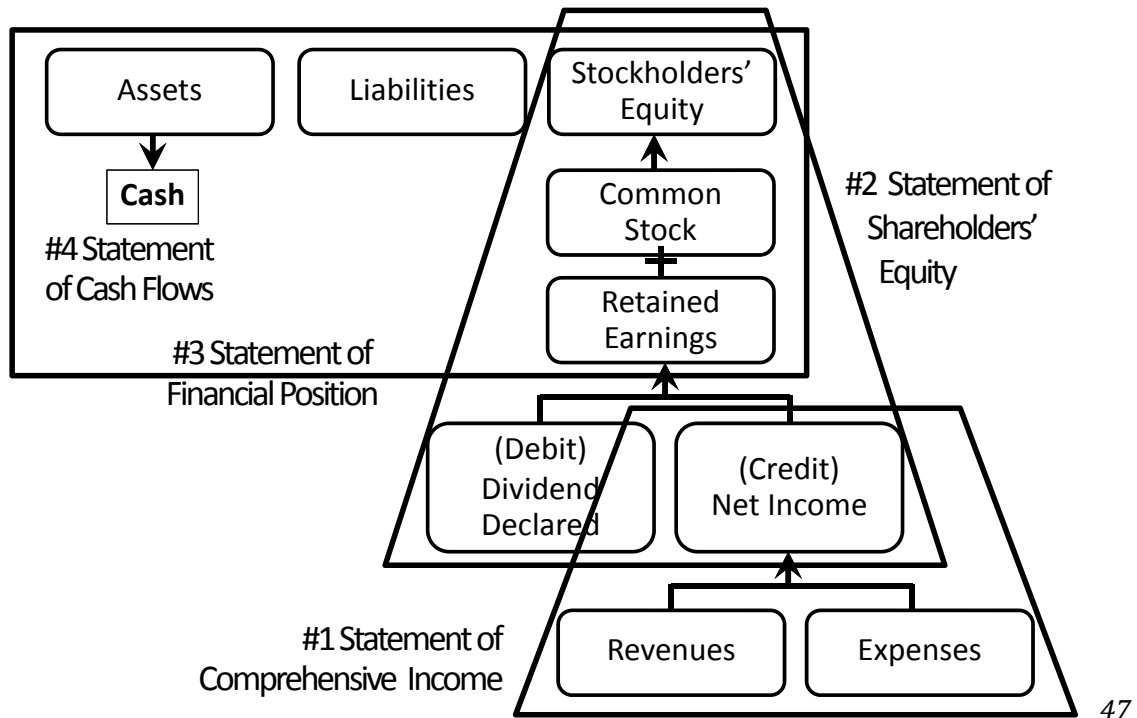 Assets
Liabilities
Stockholders’
Equity
Cash
#4 Statement
of Cash Flows
Common
Stock
#2 Statement of
Shareholders’
Equity
Retained
Earnings
#3 Statement of
Financial Position
(Debit)
Dividend
Declared
(Credit)
Net Income
#1 Statement of
Comprehensive Income
Revenues
Expenses
47